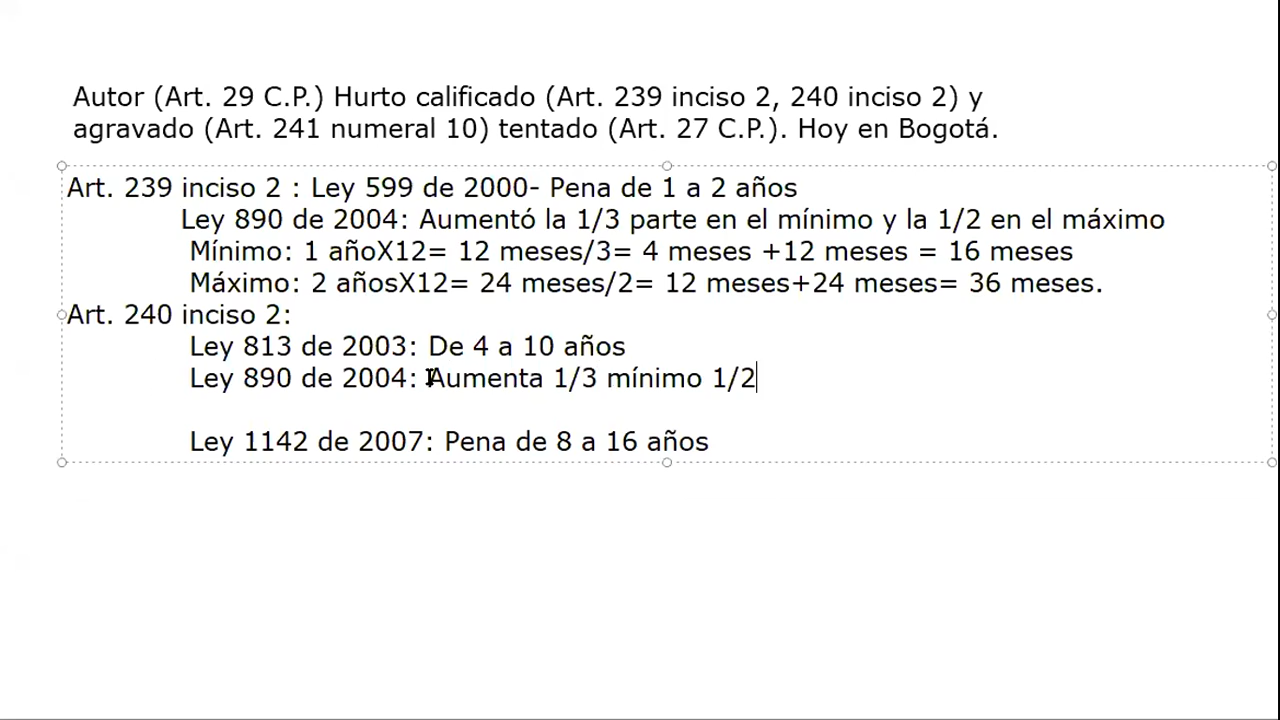 Autor (Art. 29 C.P.) Hurto calificado (Art. 239 inciso 2, 240 inciso 2) y
agravado (Art. 241 numeral 10) tentado (Art. 27 C.P.). Hoy en Bogotá.
Art. 239 inciso 2 : Ley 599 de 2000- Pena de 1 a 2 años
Ley 890 de 2004: Aumentó la 1/3 parte en el mínimo y la 1/2 en el máximo
Mínimo: 1 añoX12= 12 meses/3= 4 meses +12 meses = 16 meses
Máximo: 2 añosX12= 24 meses/2= 12 meses+24 meses= 36 meses.
Art. 240 inciso 2:
Ley 813 de 2003: De 4 a 10 años
Ley 890 de 2004: Aumenta 1/3 mínimo 1/2
Ley 1142 de 2007: Pena de 8 a 16 años